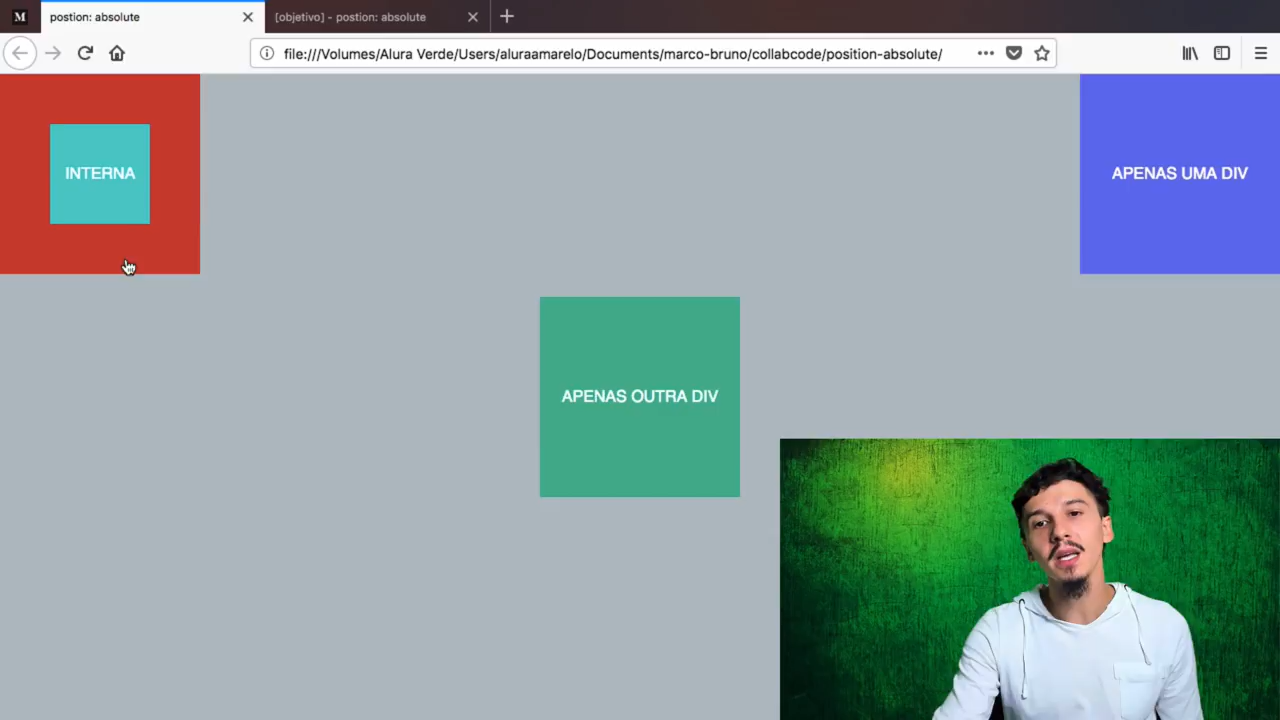 M
postion: absolute
[objetivo] - postion: absolute
file:///Volumes/Alura Verde/Users/aluraamarelo/Documents/marco-bruno/collabcode/position-absolute/
INTERNA
APENAS UMA DIV
APENAS OUTRA DIV